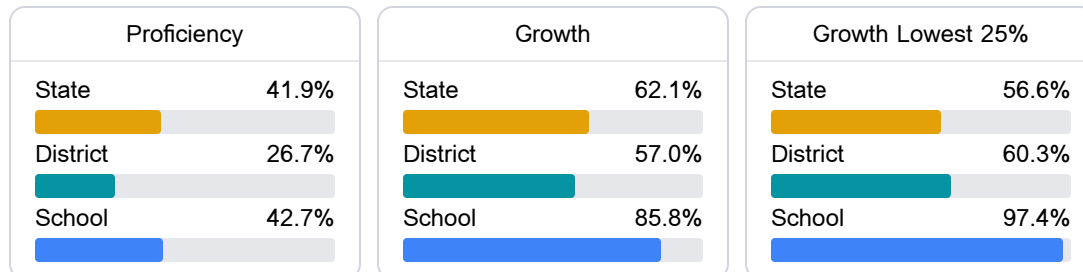 Proficiency
State 41.9%
District 26.7%
School 42.7%
Growth
State 62.1%
District 57.0%
School 85.8%
Growth Lowest 25%
State 56.6%
District 60.3%
School 97.4%